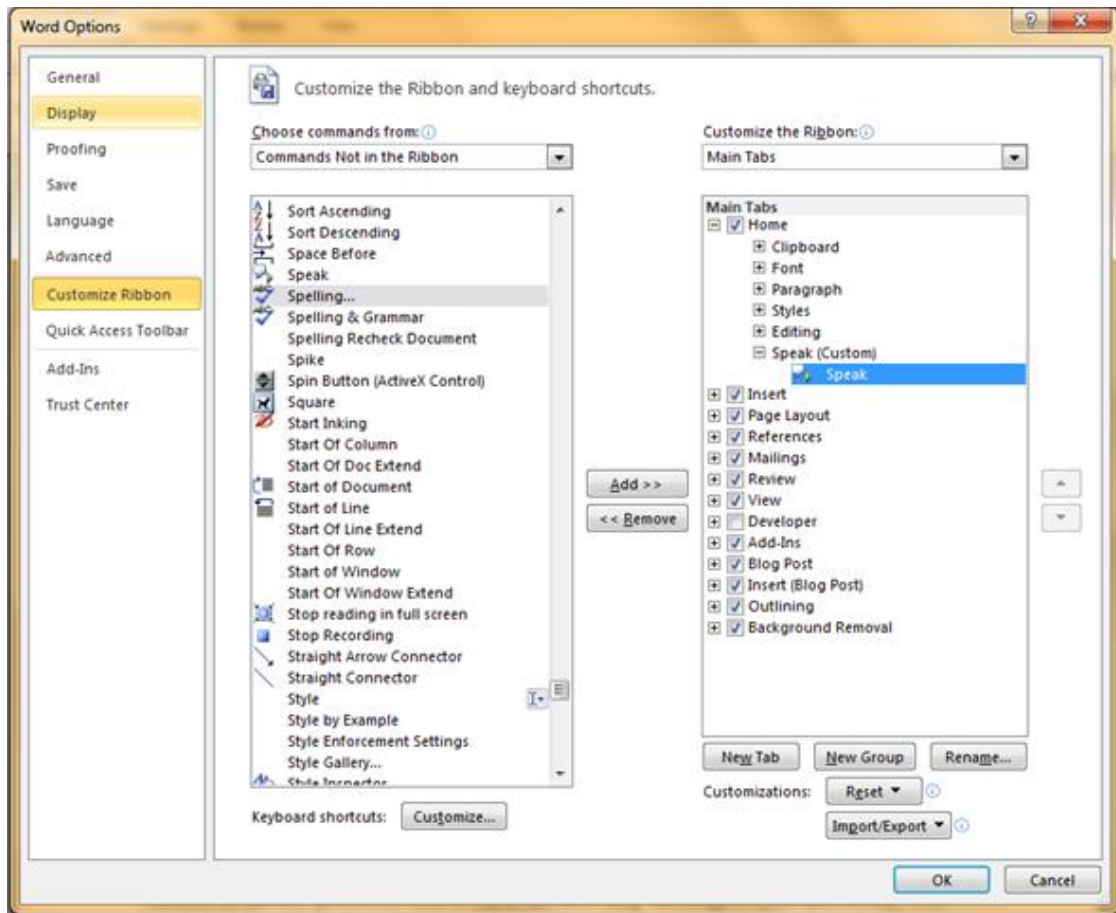 Word Options
General
Display
Proofing
Save
Language
Advanced
Customize Ribbon
Quick Access Toolbar
Add-Ins
Trust Center
Customize the Ribbon and keyboard shortcuts.
Choose commands from:
Commands Not in the Ribbon
Sort Ascending
Sort Descending
Space Before
Speak
Spelling...
Spelling & Grammar
Spelling Recheck Document
Spike
Spin Button (ActiveX Control)
Square
Start Inking
Start Of Column
Start Of Doc Extend
Start of Document
Start of Line
Start Of Line Extend
Start Of Row
Start of Window
Start Of Window Extend
Stop reading in full screen
Stop Recording
Straight Arrow Connector
Straight Connector
Style
Style by Example
Style Enforcement Settings
Style Gallery...
Style Inspector
Keyboard shortcuts: Customize...
Add >>
<< Remove
Customize the Ribbon:
Main Tabs
Main Tabs
Home
Clipboard
Font
Paragraph
Styles
Editing
Speak (Custom)
Speak
Insert
Page Layout
References
Mailings
Review
View
Developer
Add-Ins
Blog Post
Insert (Blog Post)
Outlining
Background Removal
New Tab New Group Rename...
Customizations: Reset
Import/Export
OK Cancel